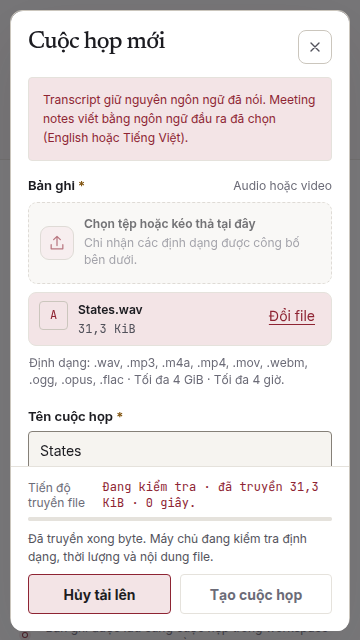 Cuộc họp mới
Transcript giữ nguyên ngôn ngữ đã nói. Meeting
notes viết bằng ngôn ngữ đầu ra đã chọn
(English hoặc Tiếng Việt).
Bản ghi *
Audio hoặc video
Chọn tệp hoặc kéo thả tại đây
Chỉ nhận các định dạng được công bố
bên dưới.
A
States.wav
31,3 KiB
Đổi file
Định dạng: .wav, .mp3, .m4a, .mp4, .mov, .webm,
.ogg, .opus, .flac · Tối đa 4 GiB · Tối đa 4 giờ.
Tên cuộc họp *
States
Tiến độ
truyền file
Đang kiểm tra · đã truyền 31,3
KiB · 0 giây.
Đã truyền xong byte. Máy chủ đang kiểm tra định
dạng, thời lượng và nội dung file.
Hủy tải lên
Tạo cuộc họp